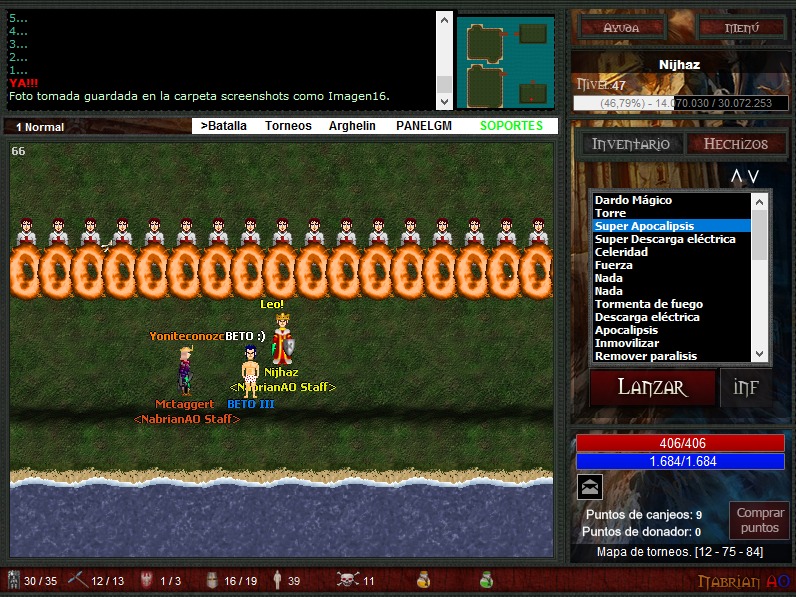 5...
4...
3...
2...
1...
YA!!!
Foto tomada guardada en la carpeta screenshots como Imagen16.
1 Normal
>Batalla Torneos Arghelin PANELGM SOPORTES
66
Leo!
Yoniteconozc BETO :)
Nijhaz
<NabrianAO Staff>
Mctaggert BETO III
<NabrianAO Staff>
Ayuda Menú
Nijhaz
Nivel:47
(46,79%) - 14.070.030 / 30.072.253
Inventario Hechizos
Dardo Mágico
Torre
Super Apocalipsis
Super Descarga eléctrica
Celeridad
Fuerza
Nada
Nada
Tormenta de fuego
Descarga eléctrica
Apocalipsis
Inmovilizar
Remover paralisis
Lanzar iNF
406/406
1.684/1.684
Puntos de canjeos: 9
Puntos de donador: 0
Comprar
puntos
Mapa de torneos. [12 - 75 - 84]
30 / 35 12 / 13 1 / 3 16 / 19 39 11
Nabrian AO